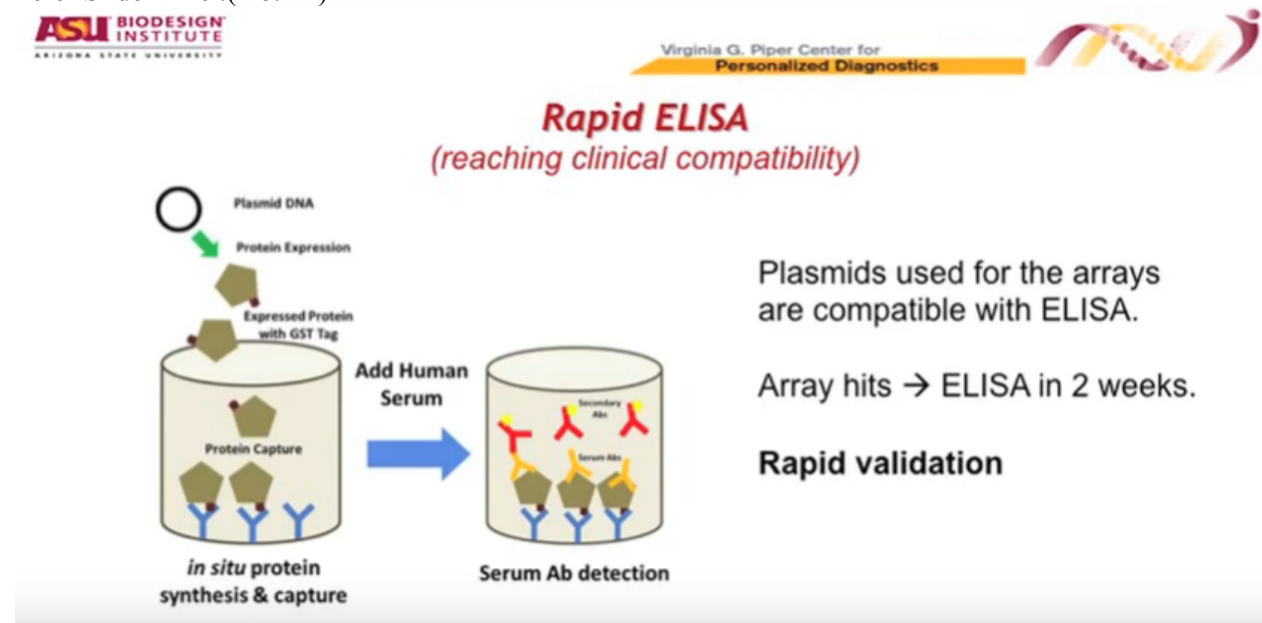 ASU BIODESIGN
INSTITUTE
ARIZONA STATE UNIVERSITY
Virginia G. Piper Center for
Personalized Diagnostics
Rapid ELISA
(reaching clinical compatibility)
Plasmid DNA
Protein Expression
Expressed Protein
with GST Tag
Add Human
Serum
Protein Capture
in situ protein
synthesis & capture
Secondary
Abs
Serum Abs
Serum Ab detection
Plasmids used for the arrays
are compatible with ELISA.
Array hits → ELISA in 2 weeks.
Rapid validation